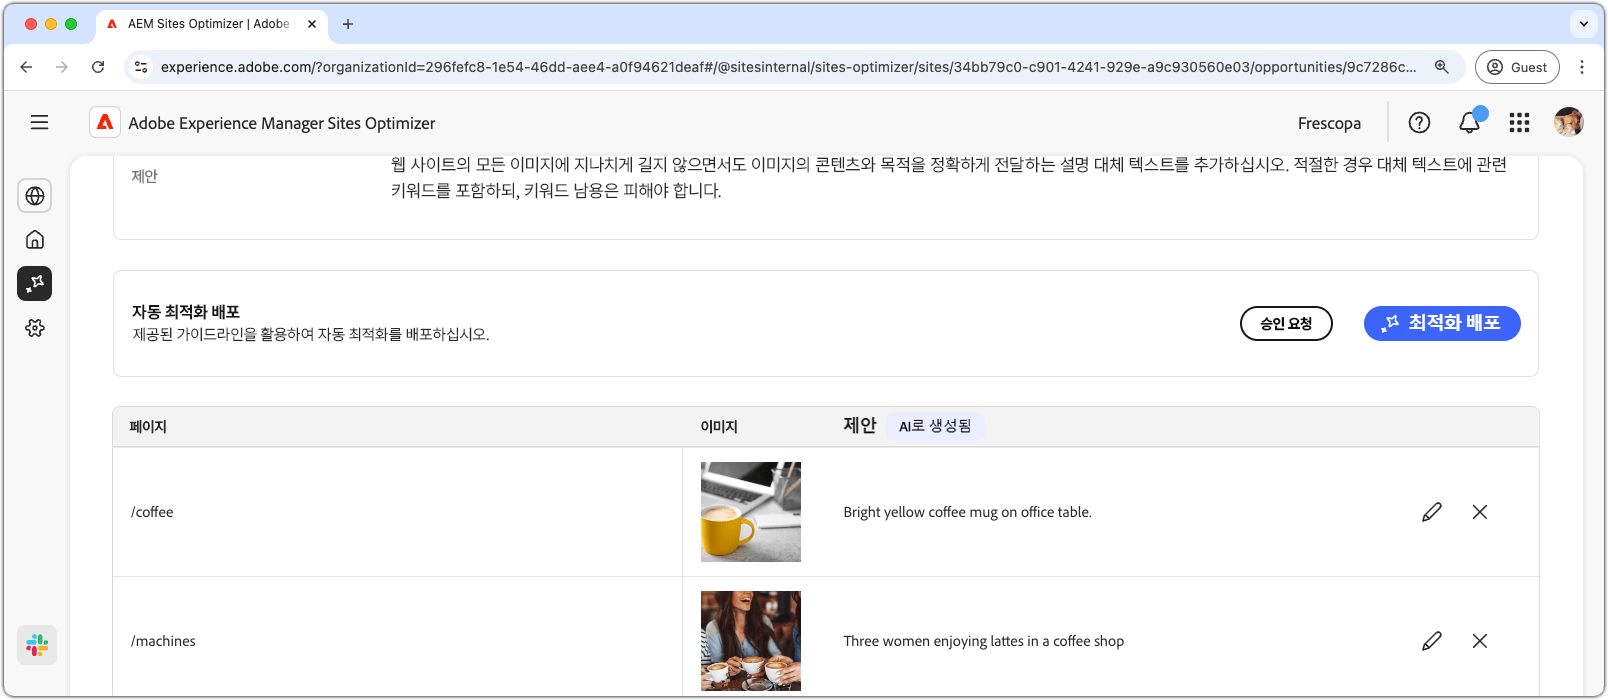 AEM Sites Optimizer | Adobe
experience.adobe.com/?organizationId=296fefc8-1e54-46dd-aee4-a0f94621deaf#/@sitesinternal/sites-optimizer/sites/34bb79c0-c901-4241-929e-a9c930560e03/opportunities/9c7286c...
Guest
Adobe Experience Manager Sites Optimizer
Frescopa
제안
웹 사이트의 모든 이미지에 지나치게 길지 않으면서도 이미지의 콘텐츠와 목적을 정확하게 전달하는 설명 대체 텍스트를 추가하십시오. 적절한 경우 대체 텍스트에 관련
키워드를 포함하되, 키워드 남용은 피해야 합니다.
자동 최적화 배포
제공된 가이드라인을 활용하여 자동 최적화를 배포하십시오.
승인 요청
최적화 배포
페이지
이미지
제안
AI로 생성됨
/coffee
Bright yellow coffee mug on office table.
/machines
Three women enjoying lattes in a coffee shop